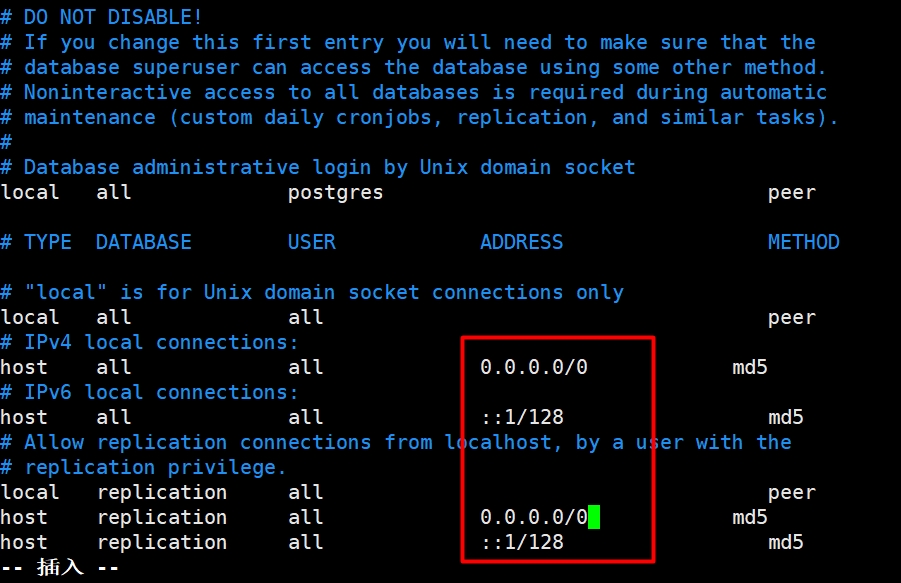 # DO NOT DISABLE!
# If you change this first entry you will need to make sure that the
# database superuser can access the database using some other method.
# Noninteractive access to all databases is required during automatic
# maintenance (custom daily cronjobs, replication, and similar tasks).
#
# Database administrative login by Unix domain socket
local   all             postgres                                peer

# TYPE  DATABASE        USER            ADDRESS                 METHOD

# "local" is for Unix domain socket connections only
local   all             all                                     peer
# IPv4 local connections:
host    all             all             0.0.0.0/0            md5
# IPv6 local connections:
host    all             all             ::1/128                 md5
# Allow replication connections from localhost, by a user with the
# replication privilege.
local   replication     all                                     peer
host    replication     all             0.0.0.0/0            md5
host    replication     all             ::1/128                 md5
-- 插入 --